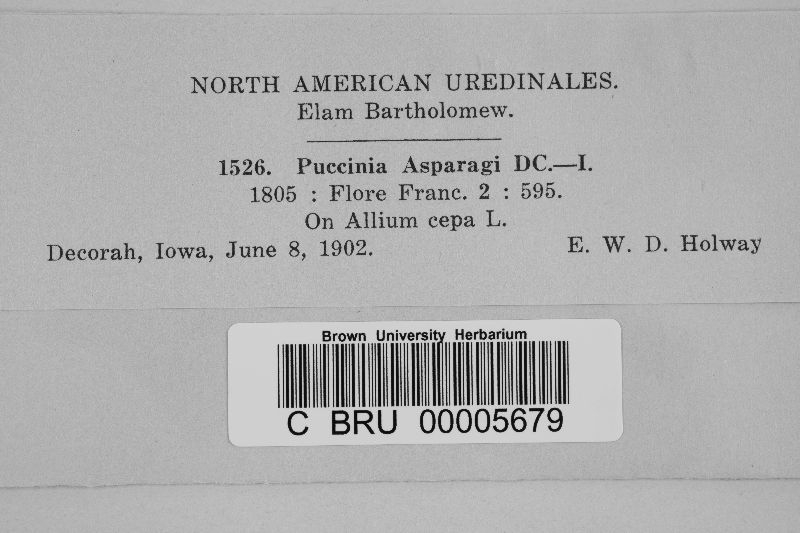 NORTH AMERICAN UREDINALES.
Elam Bartholomew.
1526. Puccinia Asparagi DC.—I.
1805 : Flore Franc. 2 : 595.
On Allium cepa L.
Decorah, Iowa, June 8, 1902. E. W. D. Holway
Brown University Herbarium
C BRU 00005679